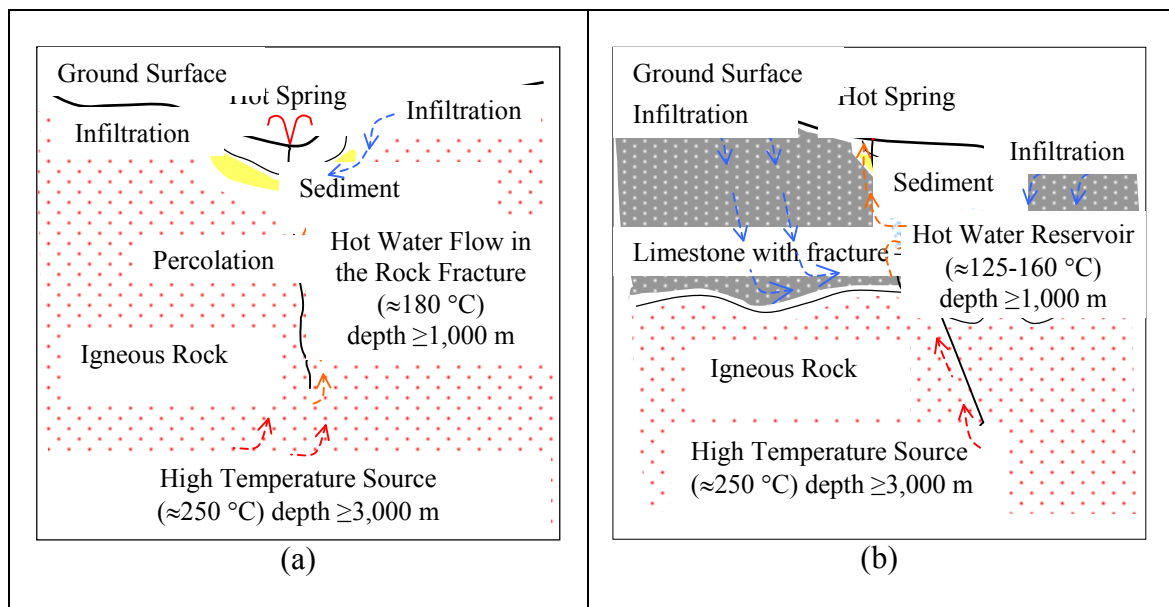 Ground Surface
Hot Spring
Infiltration
Infiltration
Sediment
Percolation
Hot Water Flow in
the Rock Fracture
(≈180 °C)
depth ≥1,000 m
Igneous Rock
High Temperature Source
(≈250 °C) depth ≥3,000 m
(a)
Ground Surface
Infiltration
Hot Spring
Infiltration
Sediment
Limestone with fracture
Hot Water Reservoir
(≈125-160 °C)
depth ≥1,000 m
Igneous Rock
High Temperature Source
(≈250 °C) depth ≥3,000 m
(b)